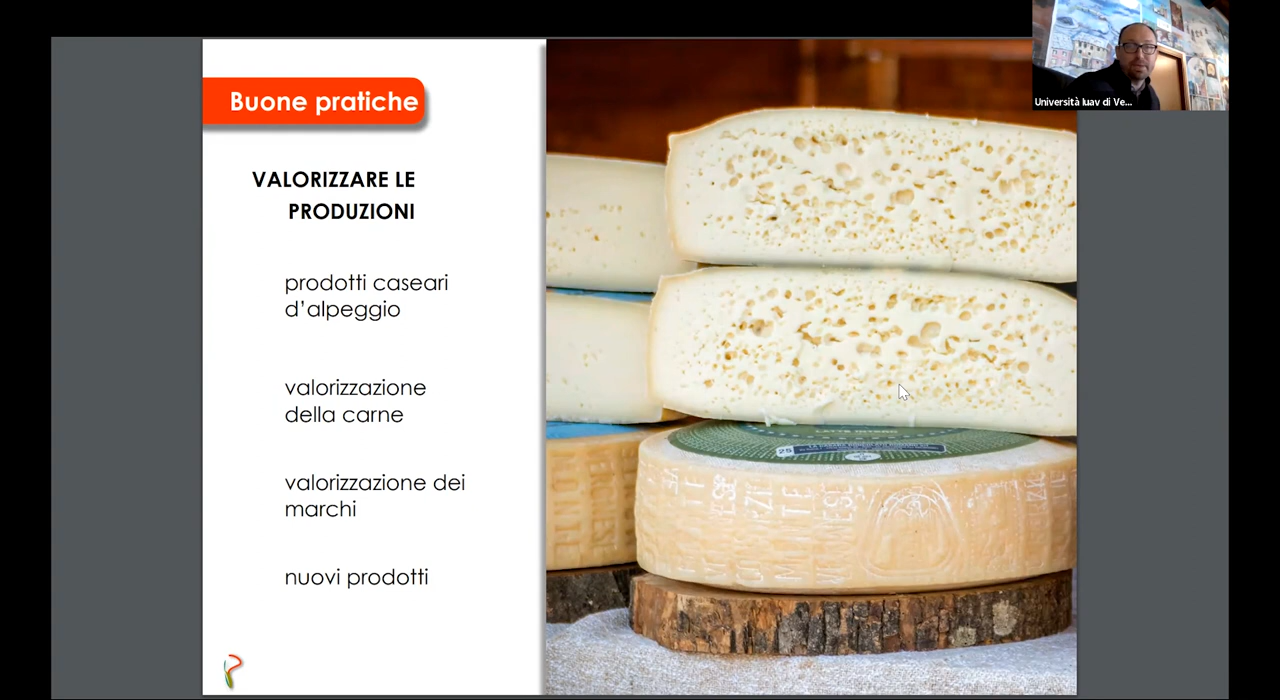 Buone pratiche
VALORIZZARE LE
PRODUZIONI
prodotti caseari
d’alpeggio
valorizzazione
della carne
valorizzazione dei
marchi
nuovi prodotti
Università Iuav di Ve...
25